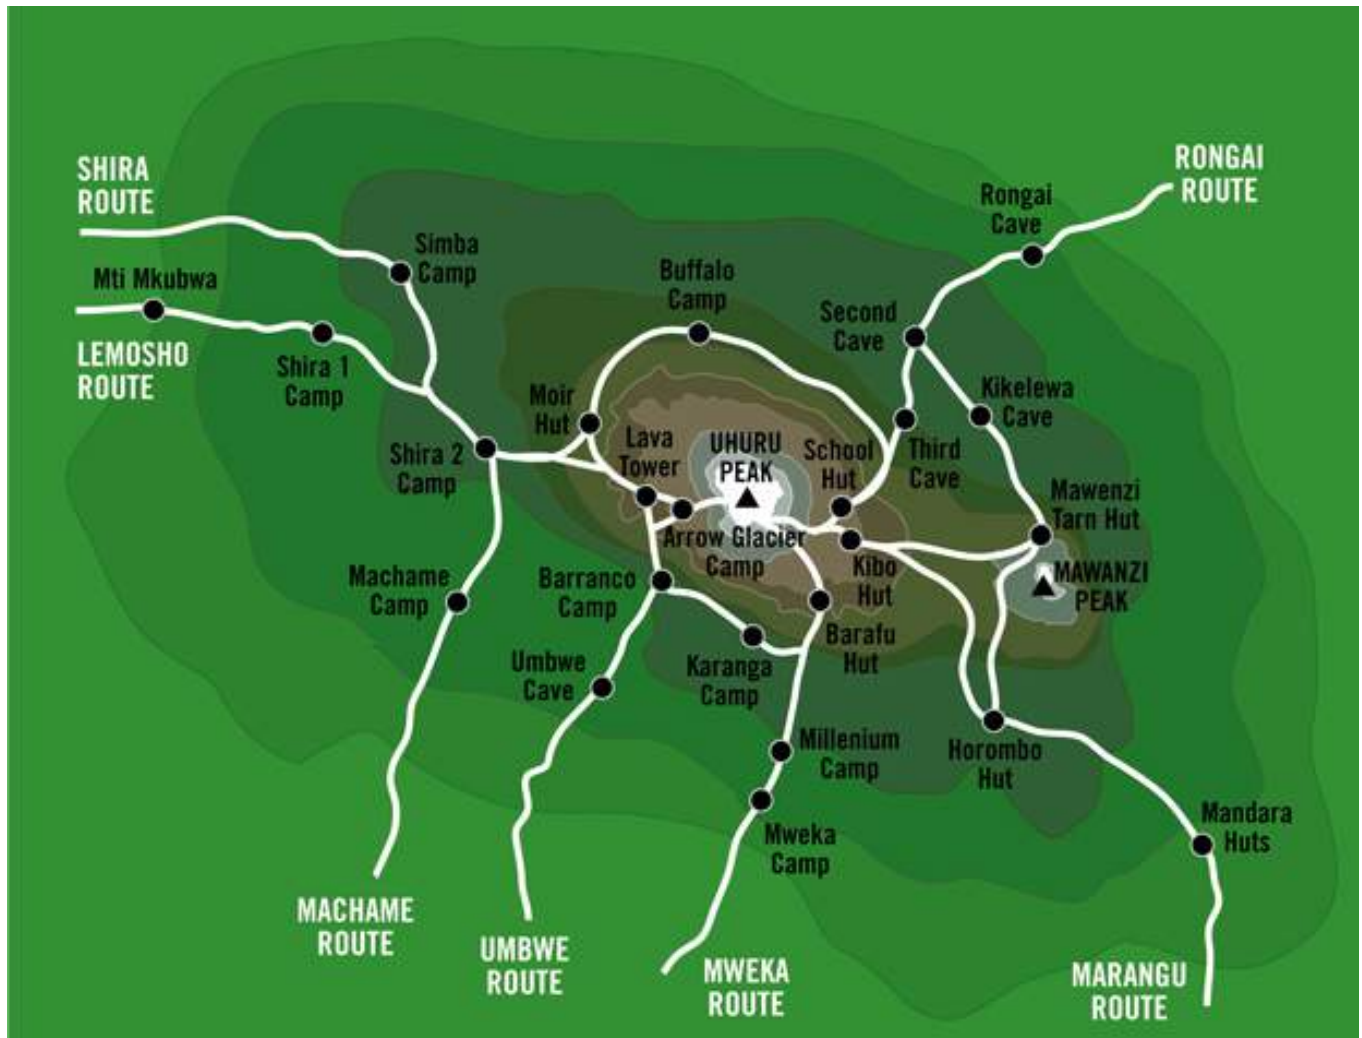 SHIRA
ROUTE
RONGAI
ROUTE
Rongai
Cave
Simba
Camp
Mti Mkubwa
Buffalo
Camp
Second
Cave
LEMOSHO
ROUTE
Shira 1
Camp
Moir
Hut
Kikelewa
Cave
Lava
Tower
UHURU
PEAK
School
Hut
Third
Cave
Shira 2
Camp
Mawenzi
Tarn Hut
Arrow Glacier
Camp
Kibo
Hut
Machame
Camp
Barranco
Camp
MAWANZI
PEAK
Barafu
Hut
Umbwe
Cave
Karanga
Camp
Millenium
Camp
Horombo
Hut
Mandara
Huts
Mweka
Camp
MACHAME
ROUTE
UMBWE
ROUTE
MWEKA
ROUTE
MARANGU
ROUTE